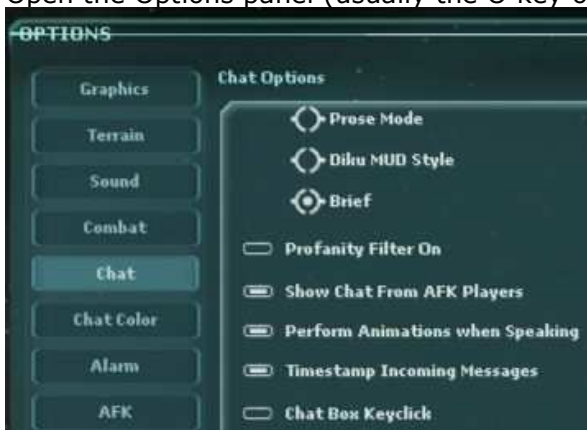 Open the Options panel (usually the O key o
OPTIONS
Graphics
Terrain
Sound
Combat
Chat
Chat Color
Alarm
AFK
Chat Options
Prose Mode
Diku MUD Style
Brief
Profanity Filter On
Show Chat From AFK Players
Perform Animations when Speaking
Timestamp Incoming Messages
Chat Box Keyclick